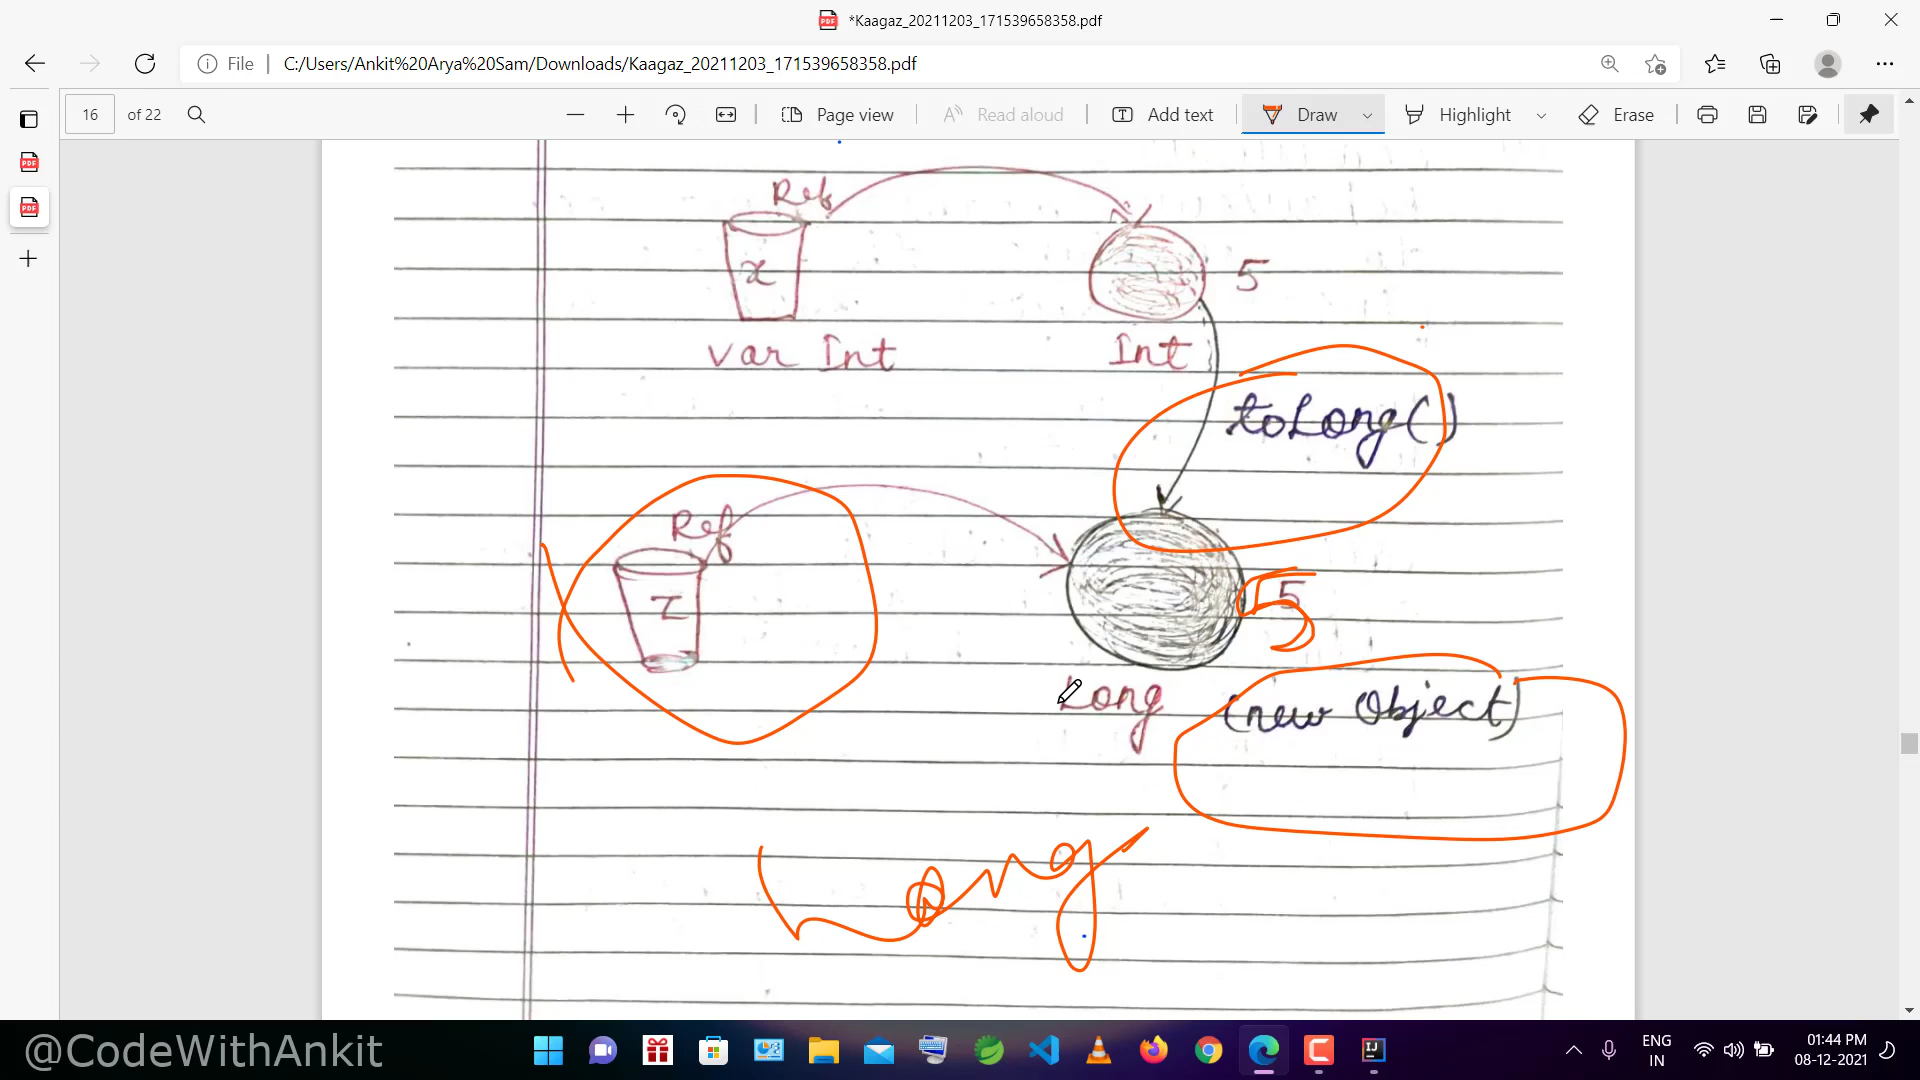 *Kaagaz_20211203_171539658358.pdf
File
C:/Users/Ankit%20Arya%20Sam/Downloads/Kaagaz_20211203_171539658358.pdf
16 of 22
Page view
Read aloud
Add text
Draw
Highlight
Erase
Ref
x
5
var Int
Int
toLong()
Ref
z
5
Long (new Object)
Long
@CodeWithAnkit
ENG
IN
01:44 PM
08-12-2021